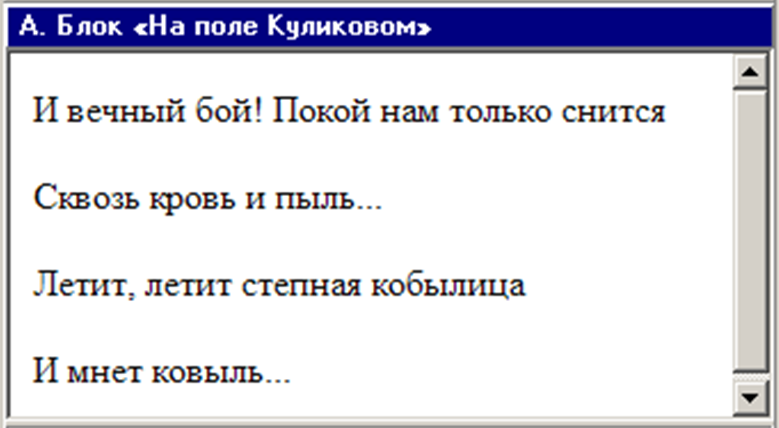 А. Блок «На поле Куликовом»
И вечный бой! Покой нам только снится
Сквозь кровь и пыль...
Летит, летит степная кобылица
И мнет ковыль...